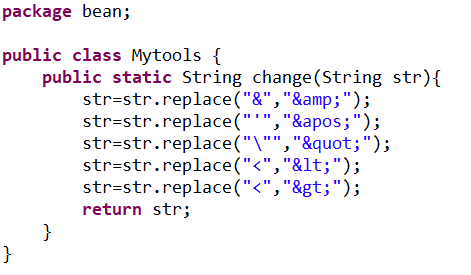 package bean;
public class Mytools {
public static String change(String str){
str=str.replace("&","&amp;");
str=str.replace("'","&apos;");
str=str.replace("\"","&quot;");
str=str.replace("<","&lt;");
str=str.replace("<","&gt;");
return str;
}
}